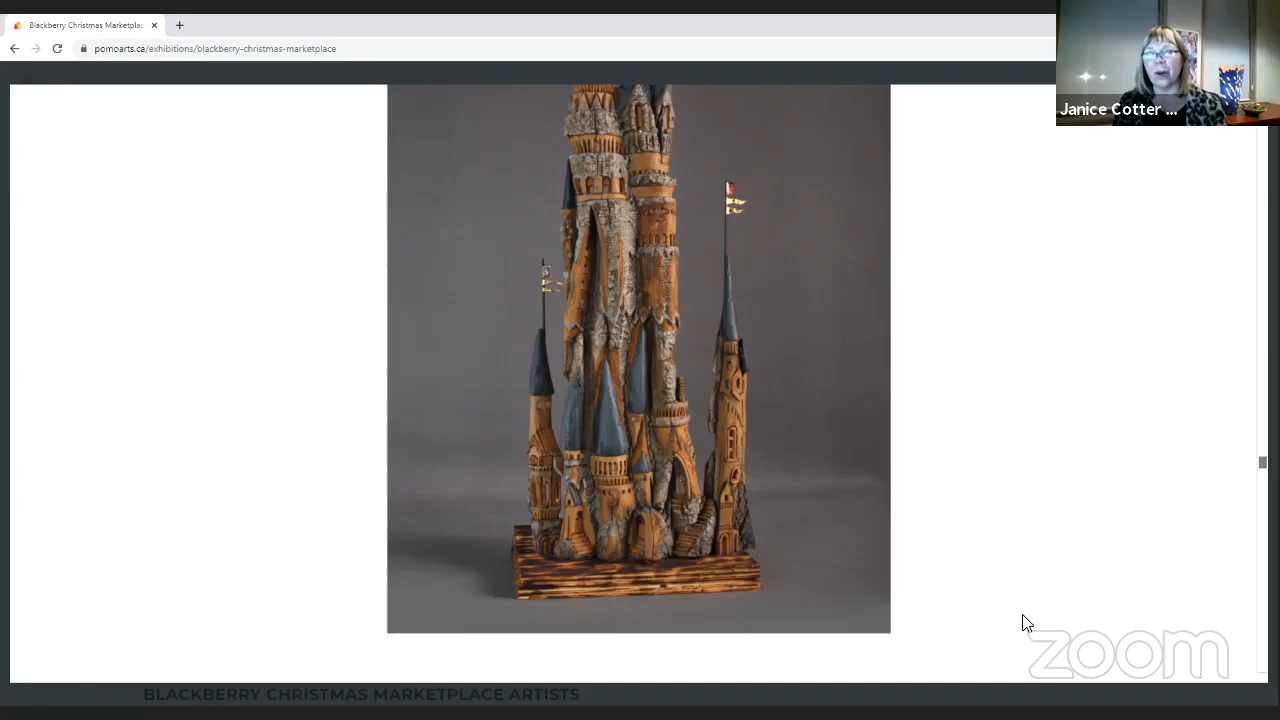 Blackberry Christmas Marketplac
pomoarts.ca/exhibitions/blackberry-christmas-marketplace
Janice Cotter ...
zoom
BLACKBERRY CHRISTMAS MARKETPLACE ARTISTS